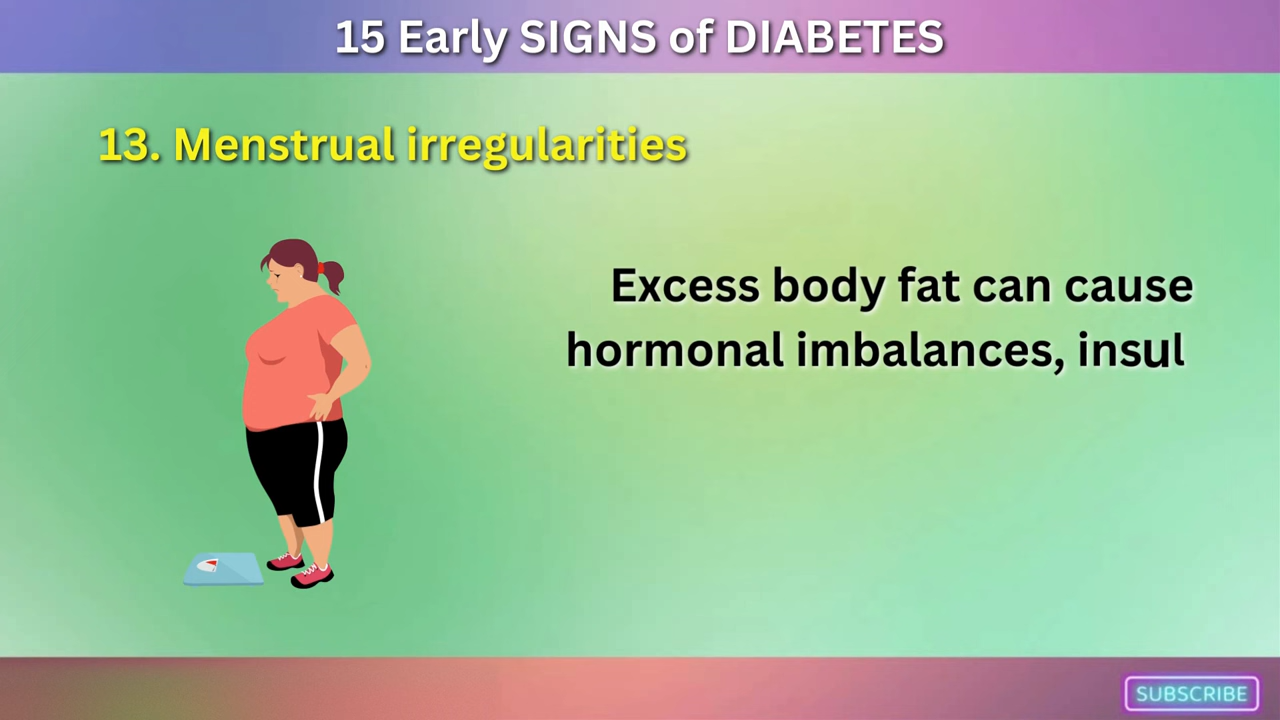 15 Early SIGNS of DIABETES
13. Menstrual irregularities
Excess body fat can cause
hormonal imbalances, insul
SUBSCRIBE